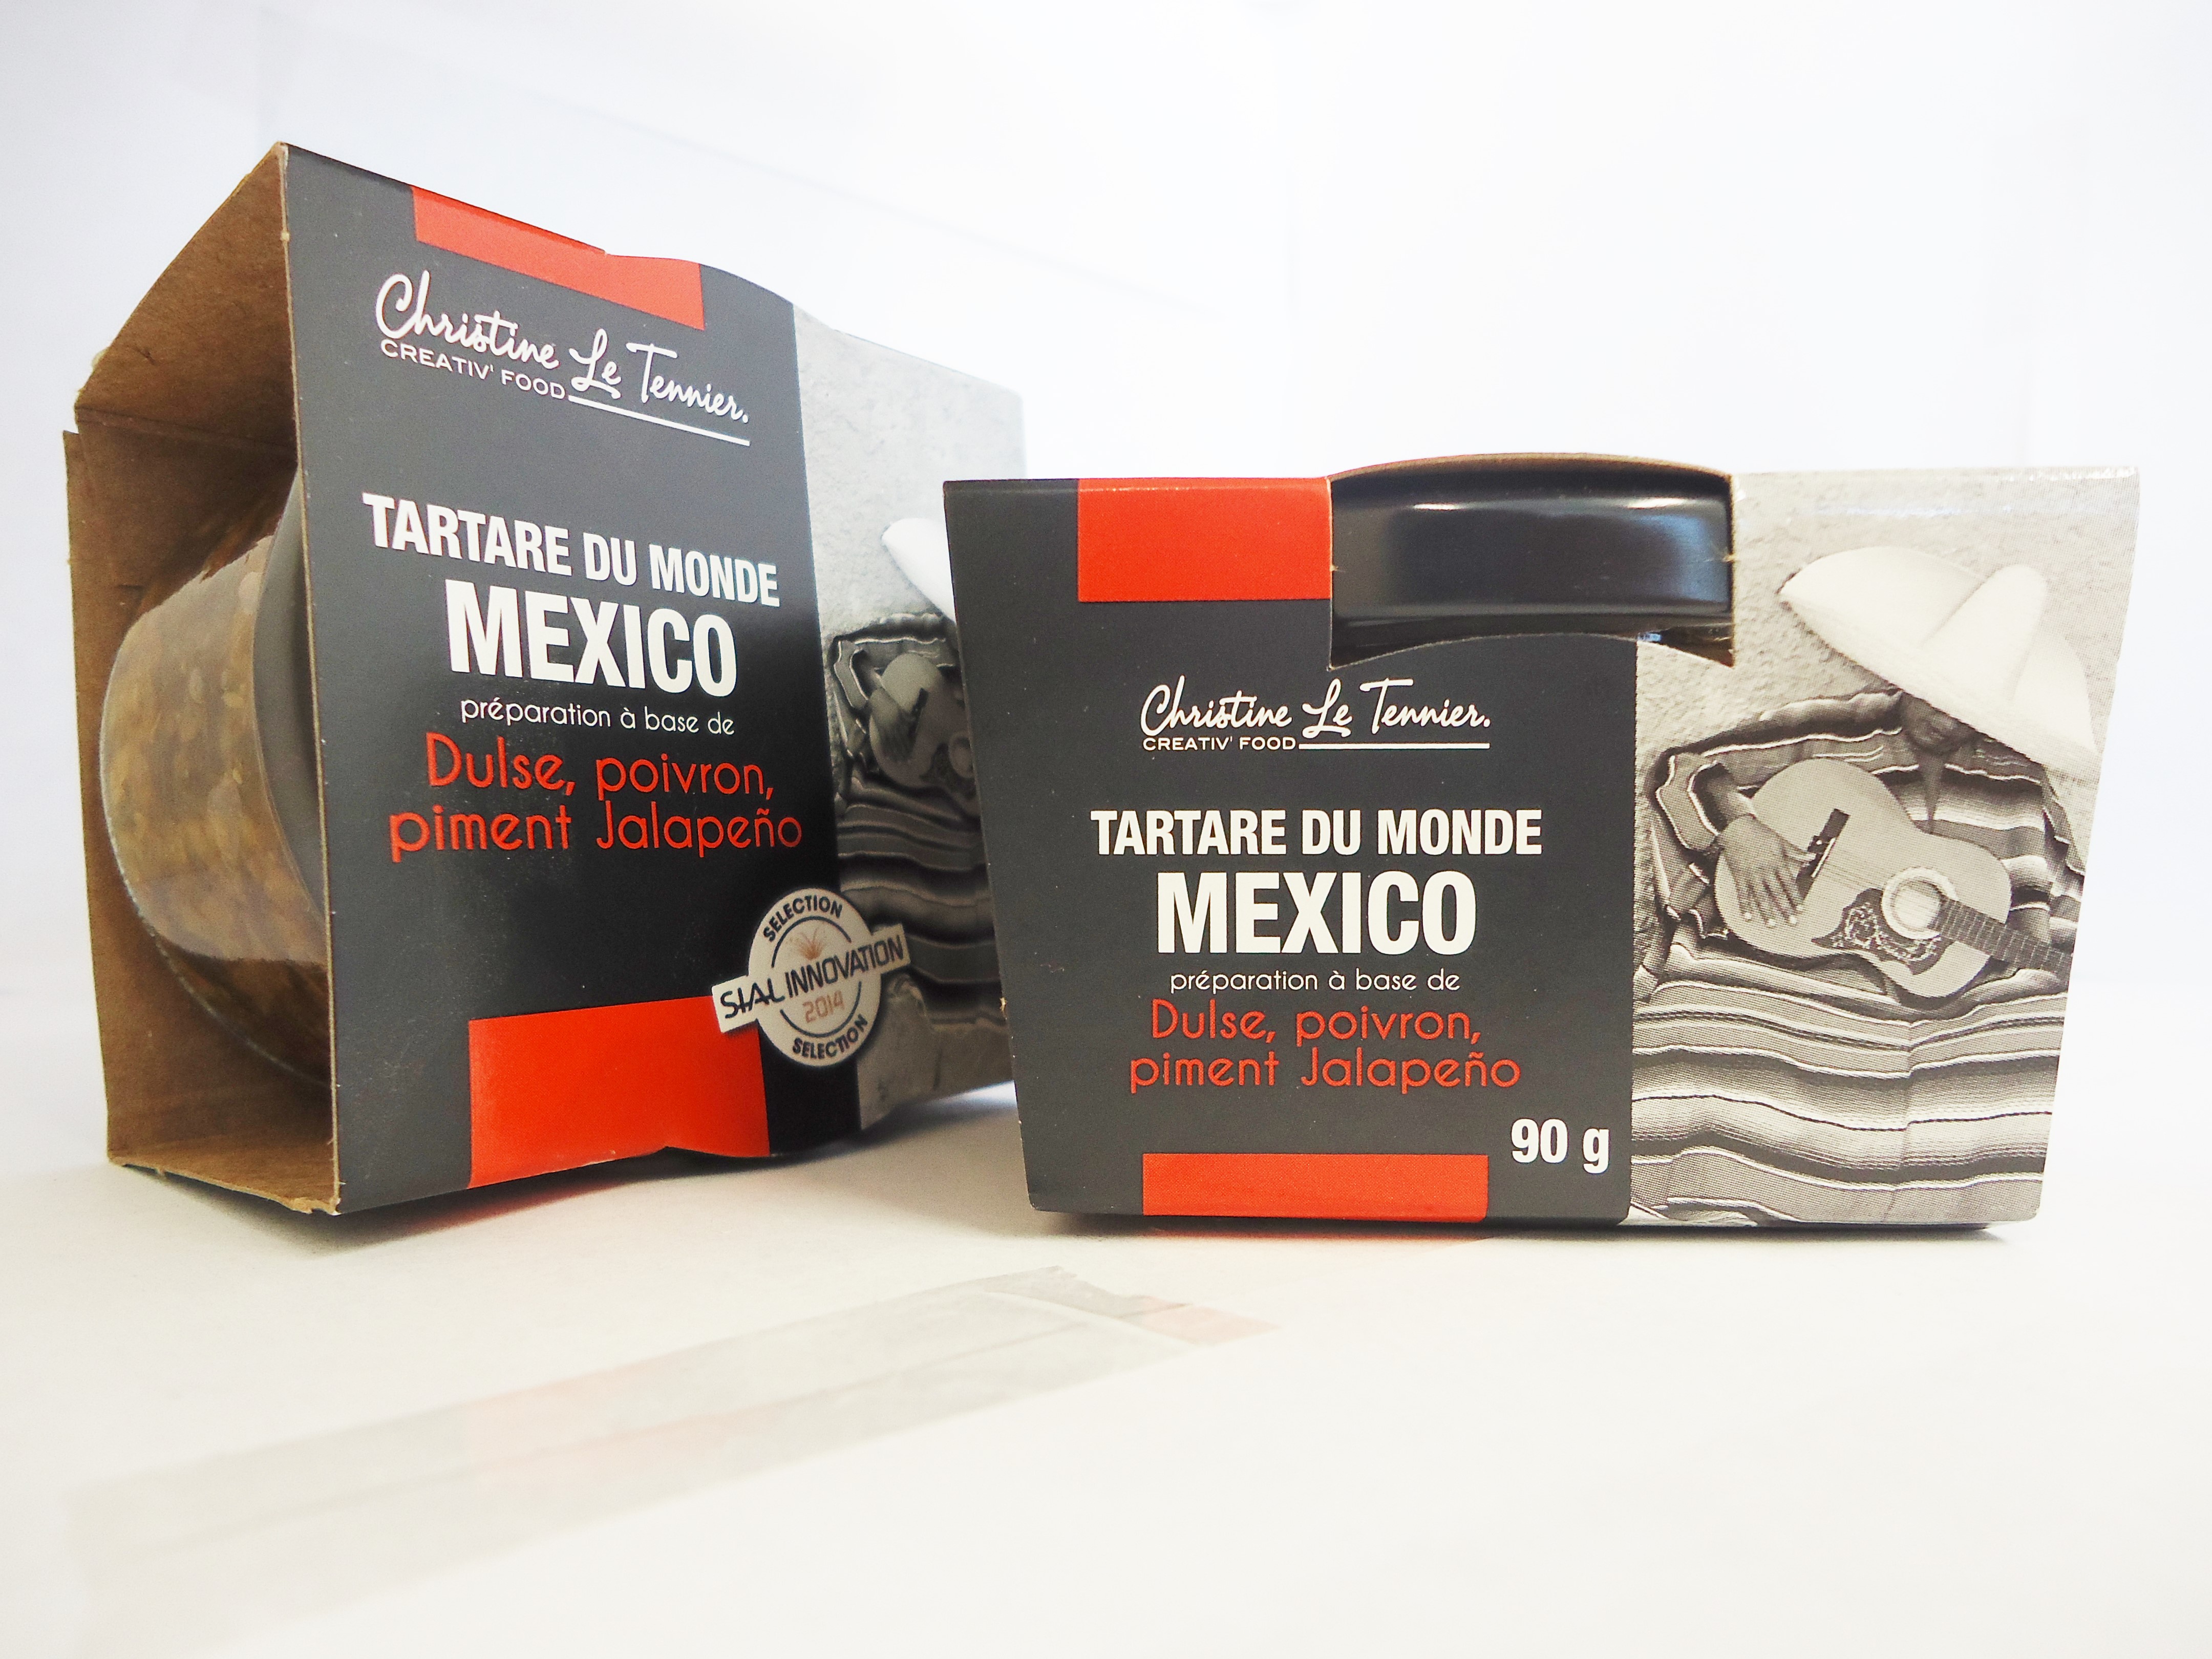 Christine Le Tennier.
CREATIV' FOOD
TARTARE DU MONDE
MEXICO
préparation à base de
Dulse, poivron,
piment Jalapeño
SELECTION
SIAL INNOVATION
2014
SELECTION
Christine Le Tennier.
CREATIV' FOOD
TARTARE DU MONDE
MEXICO
préparation à base de
Dulse, poivron,
piment Jalapeño
90 g